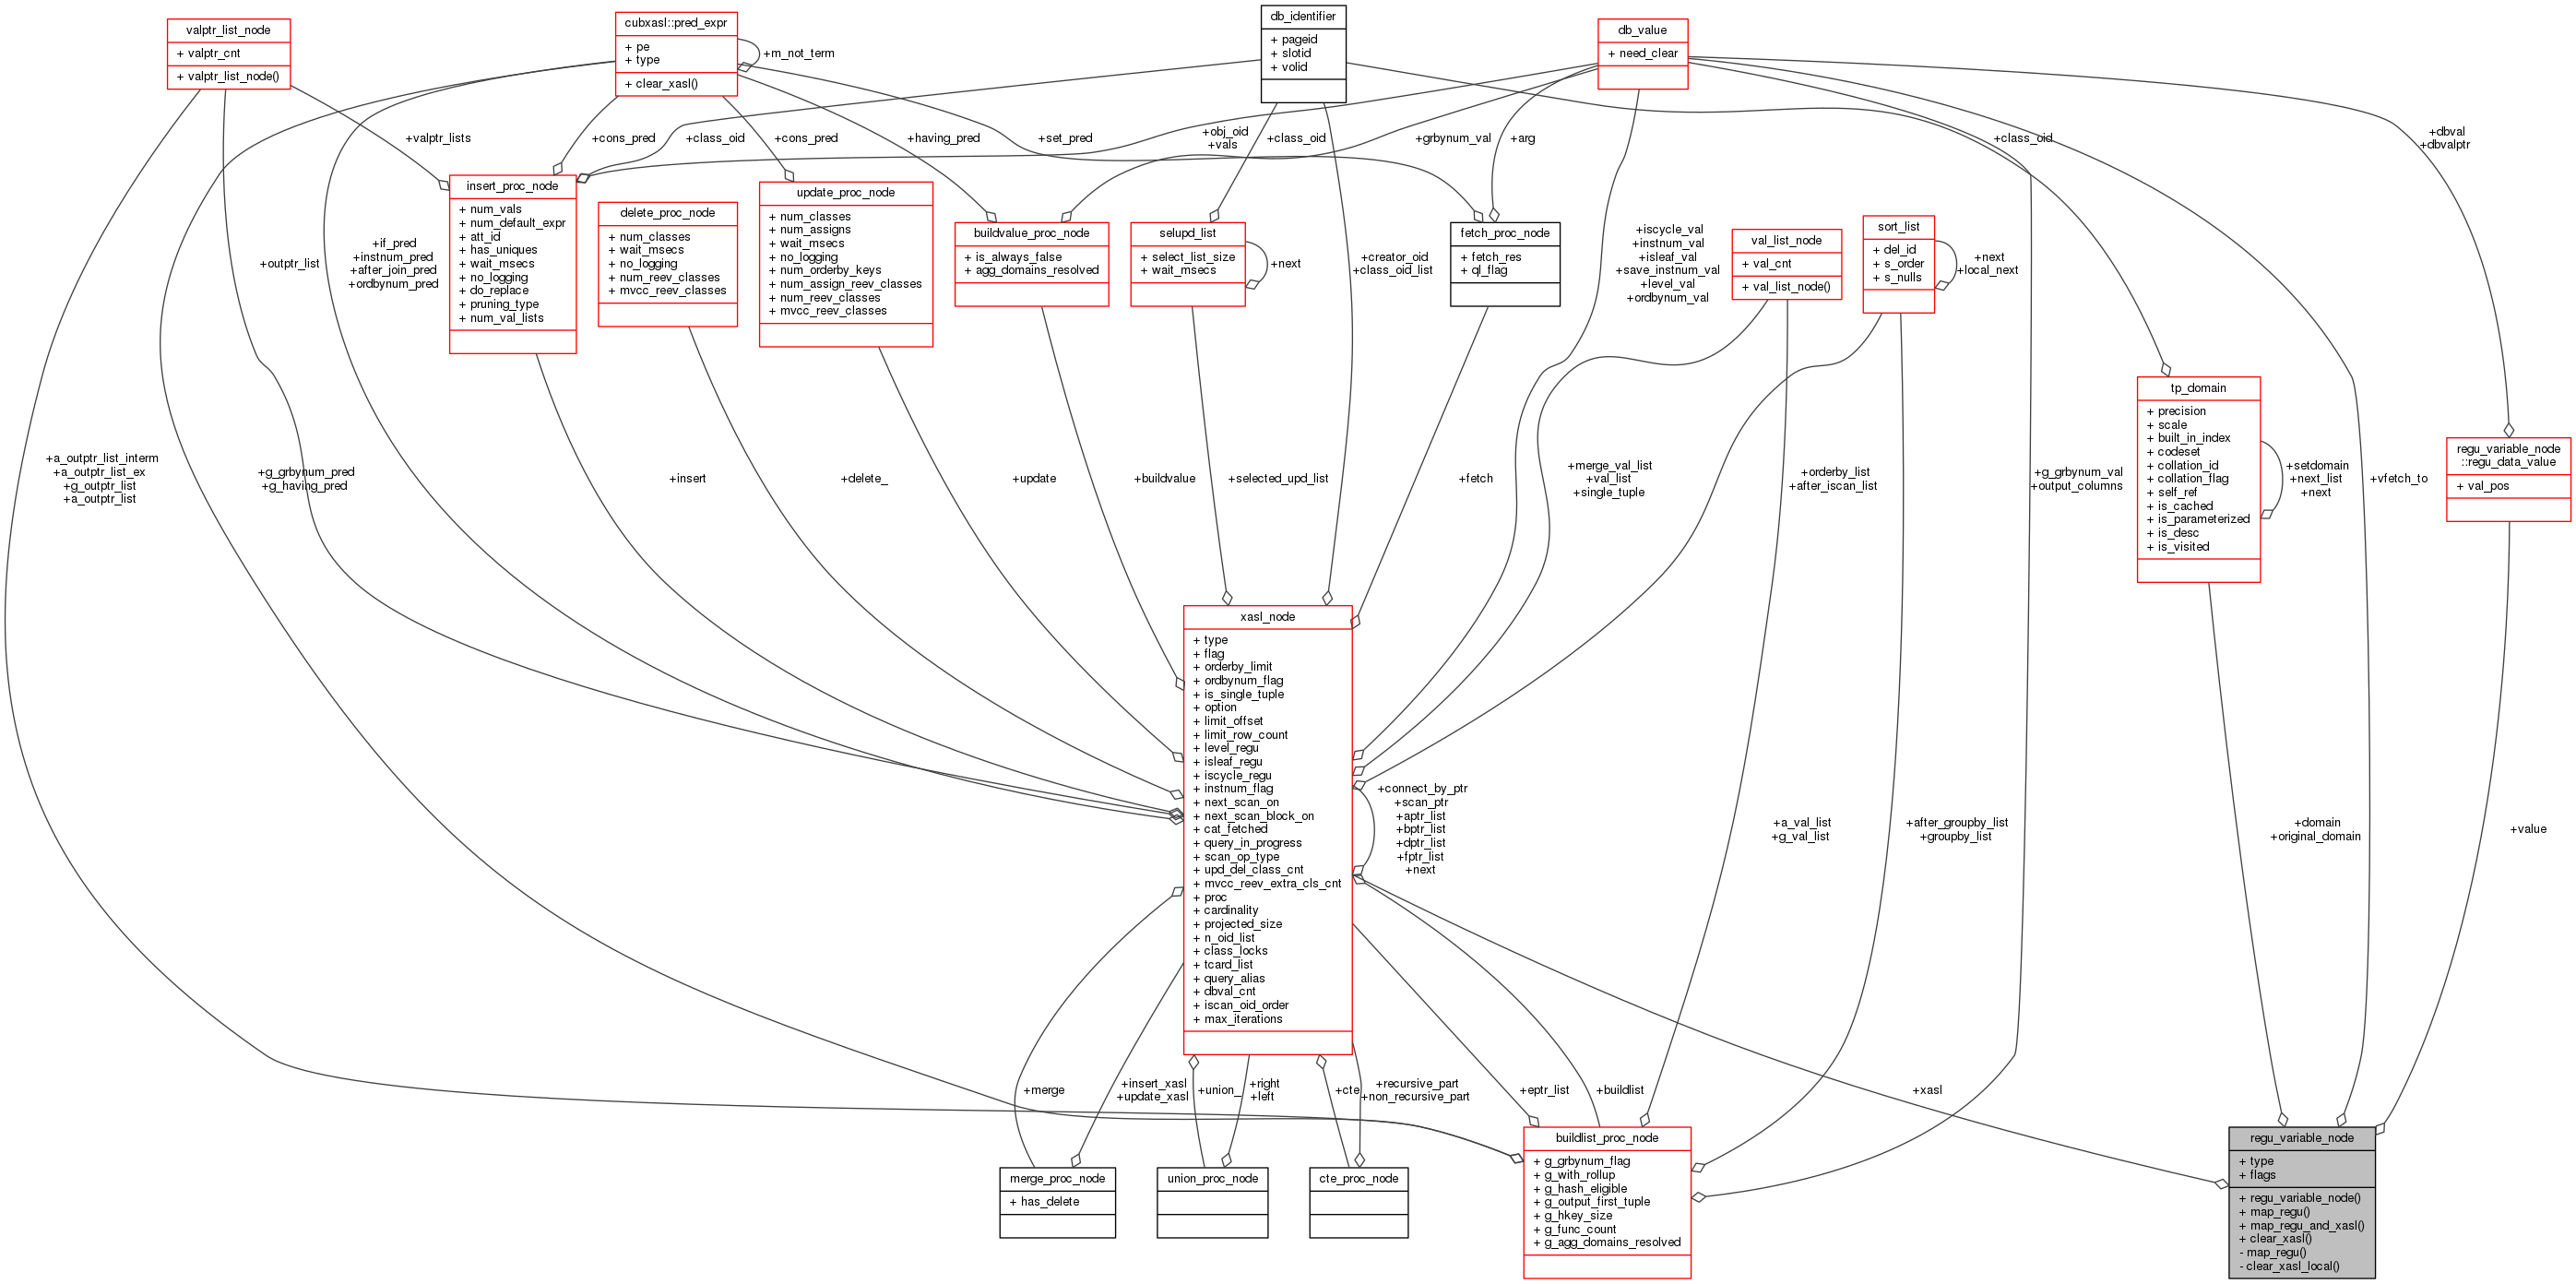 valptr_list_node
+ valptr_cnt
+ valptr_list_node()
cubxasl::pred_expr
+ pe
+ type
+ clear_xasl()
+m_not_term
db_identifier
+ pageid
+ slotid
+ volid
db_value
+ need_clear
+valptr_lists
+cons_pred
+class_oid
+cons_pred
+having_pred
+set_pred
+obj_oid
+vals
+class_oid
+grbynum_val
+arg
+class_oid
+dbval
+dbvalptr
insert_proc_node
+ num_vals
+ num_default_expr
+ att_id
+ has_uniques
+ wait_msecs
+ no_logging
+ do_replace
+ pruning_type
+ num_val_lists
delete_proc_node
+ num_classes
+ wait_msecs
+ no_logging
+ num_reev_classes
+ mvcc_reev_classes
update_proc_node
+ num_classes
+ num_assigns
+ wait_msecs
+ no_logging
+ num_orderby_keys
+ num_assign_reev_classes
+ num_reev_classes
+ mvcc_reev_classes
buildvalue_proc_node
+ is_always_false
+ agg_domains_resolved
selupd_list
+ select_list_size
+ wait_msecs
+next
+creator_oid
+class_oid_list
fetch_proc_node
+ fetch_res
+ ql_flag
+iscycle_val
+instnum_val
+isleaf_val
+save_instnum_val
+level_val
+ordbynum_val
val_list_node
+ val_cnt
+ val_list_node()
sort_list
+ del_id
+ s_order
+ s_nulls
+next
+local_next
+outptr_list
+if_pred
+instnum_pred
+after_join_pred
+ordbynum_pred
tp_domain
+ precision
+ scale
+ built_in_index
+ codeset
+ collation_id
+ collation_flag
+ self_ref
+ is_cached
+ is_parameterized
+ is_desc
+ is_visited
+setdomain
+next_list
+next
+vfetch_to
regu_variable_node
::regu_data_value
+ val_pos
+a_outptr_list_interm
+a_outptr_list_ex
+g_outptr_list
+a_outptr_list
+g_grbynum_pred
+g_having_pred
+insert
+delete_
+update
+buildvalue
+selected_upd_list
+fetch
+merge_val_list
+val_list
+single_tuple
+orderby_list
+after_iscan_list
+g_grbynum_val
+output_columns
xasl_node
+ type
+ flag
+ orderby_limit
+ ordbynum_flag
+ is_single_tuple
+ option
+ limit_offset
+ limit_row_count
+ level_regu
+ isleaf_regu
+ iscycle_regu
+ instnum_flag
+ next_scan_on
+ next_scan_block_on
+ cat_fetched
+ query_in_progress
+ scan_op_type
+ upd_del_class_cnt
+ mvcc_reev_extra_cls_cnt
+ proc
+ cardinality
+ projected_size
+ n_oid_list
+ class_locks
+ tcard_list
+ query_alias
+ dbval_cnt
+ iscan_oid_order
+ max_iterations
+connect_by_ptr
+scan_ptr
+aptr_list
+bptr_list
+dptr_list
+fptr_list
+next
+a_val_list
+g_val_list
+after_groupby_list
+groupby_list
+domain
+original_domain
+value
+merge
+insert_xasl
+update_xasl
+union_
+right
+left
+cte
+recursive_part
+non_recursive_part
+eptr_list
+buildlist
+xasl
merge_proc_node
+ has_delete
union_proc_node
cte_proc_node
buildlist_proc_node
+ g_grbynum_flag
+ g_with_rollup
+ g_hash_eligible
+ g_output_first_tuple
+ g_hkey_size
+ g_func_count
+ g_agg_domains_resolved
regu_variable_node
+ type
+ flags
+ regu_variable_node()
+ map_regu()
+ map_regu_and_xasl()
+ clear_xasl()
- map_regu()
- clear_xasl_local()